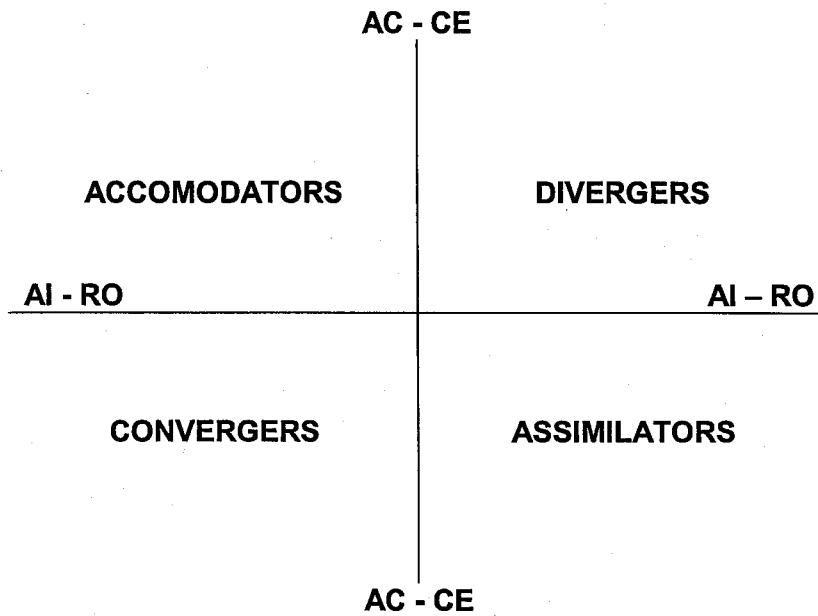 AC - CE
ACCOMODATORS DIVERGERS
AI - RO AI – RO
CONVERGERS ASSIMILATORS
AC - CE